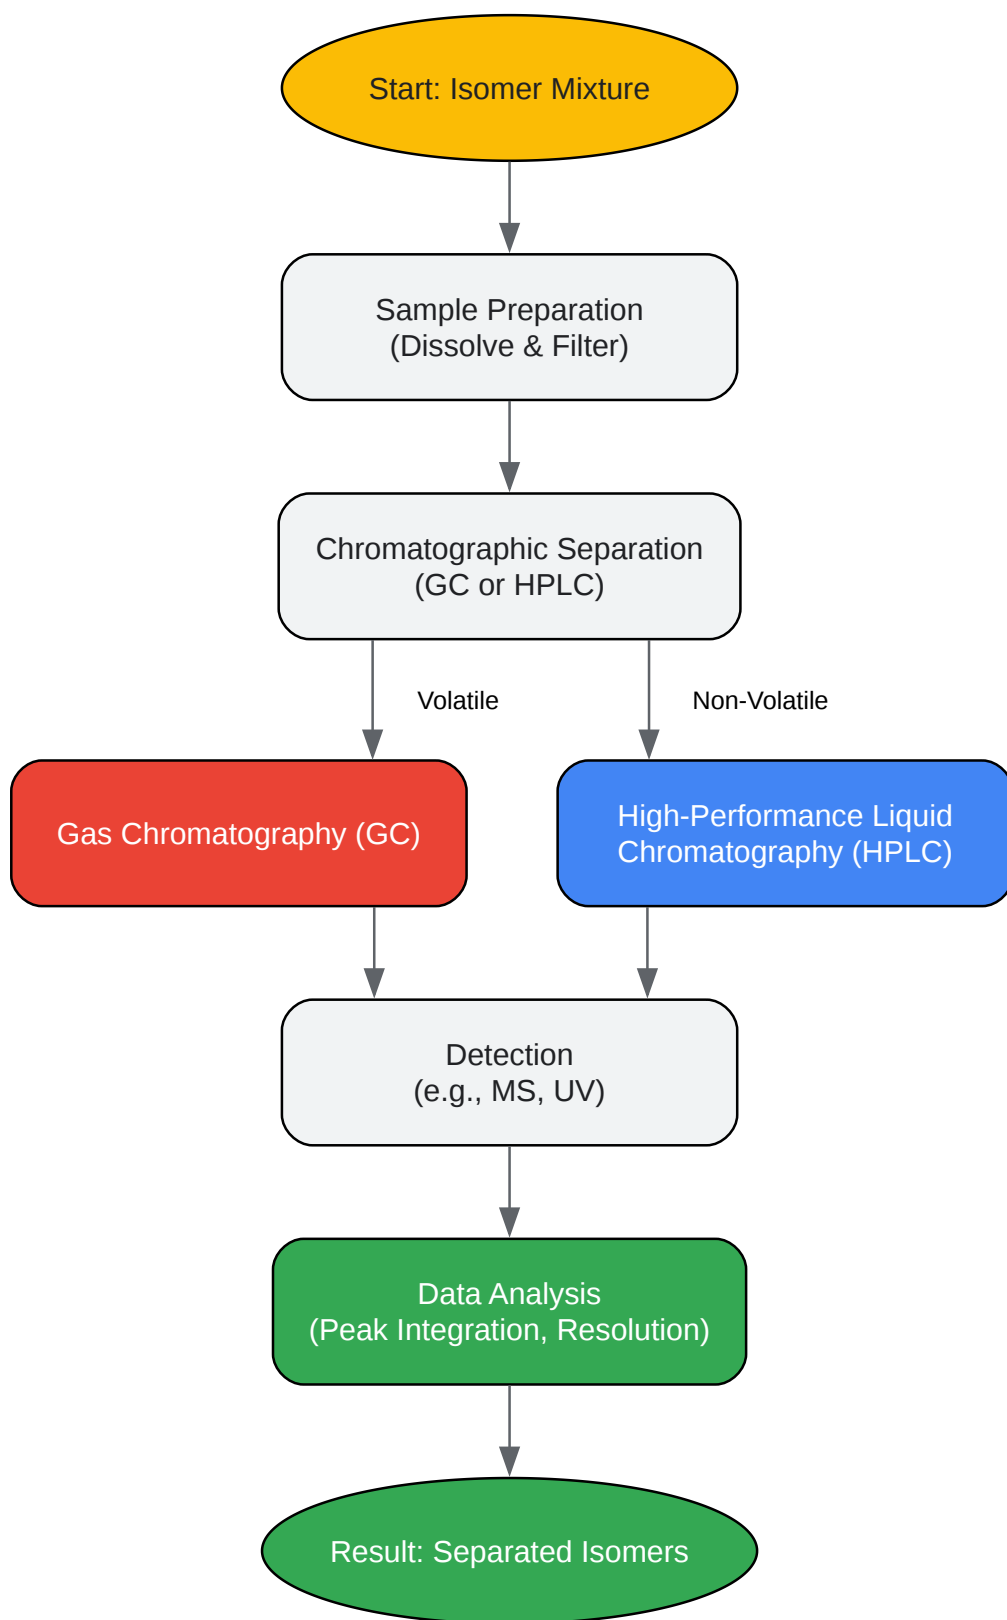 Start: Isomer Mixture
Sample Preparation
(Dissolve & Filter)
Chromatographic Separation
(GC or HPLC)
Volatile
Non-Volatile
Gas Chromatography (GC)
High-Performance Liquid
Chromatography (HPLC)
Detection
(e.g., MS, UV)
Data Analysis
(Peak Integration, Resolution)
Result: Separated Isomers